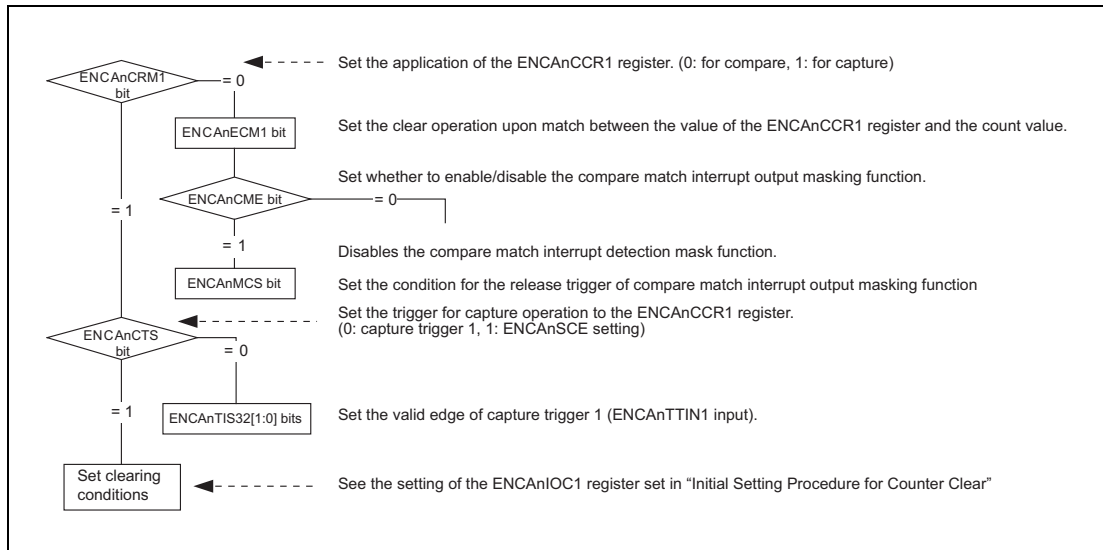 ENCAnCRM1
bit
= 0
Set the application of the ENCAnCCR1 register. (0: for compare, 1: for capture)
ENCAnECM1 bit
Set the clear operation upon match between the value of the ENCAnCCR1 register and the count value.
Set whether to enable/disable the compare match interrupt output masking function.
ENCAnCME bit
= 0
= 1
= 1
Disables the compare match interrupt detection mask function.
ENCAnMCS bit
Set the condition for the release trigger of compare match interrupt output masking function
Set the trigger for capture operation to the ENCAnCCR1 register.
(0: capture trigger 1, 1: ENCAnSCE setting)
ENCAnCTS
bit
= 0
= 1
ENCAnTIS32[1:0] bits
Set the valid edge of capture trigger 1 (ENCAnTTIN1 input).
Set clearing
conditions
See the setting of the ENCAnIOC1 register set in “Initial Setting Procedure for Counter Clear”